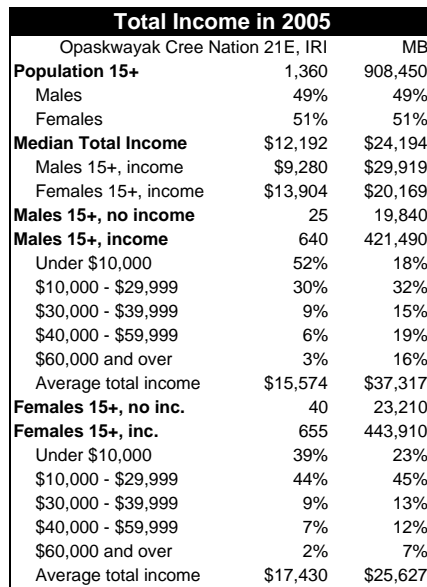 Total Income in 2005
Opaskwayak Cree Nation 21E, IRI MB
Population 15+ 1,360 908,450
Males 49% 49%
Females 51% 51%
Median Total Income $12,192 $24,194
Males 15+, income $9,280 $29,919
Females 15+, income $13,904 $20,169
Males 15+, no income 25 19,840
Males 15+, income 640 421,490
Under $10,000 52% 18%
$10,000 - $29,999 30% 32%
$30,000 - $39,999 9% 15%
$40,000 - $59,999 6% 19%
$60,000 and over 3% 16%
Average total income $15,574 $37,317
Females 15+, no inc. 40 23,210
Females 15+, inc. 655 443,910
Under $10,000 39% 23%
$10,000 - $29,999 44% 45%
$30,000 - $39,999 9% 13%
$40,000 - $59,999 7% 12%
$60,000 and over 2% 7%
Average total income $17,430 $25,627